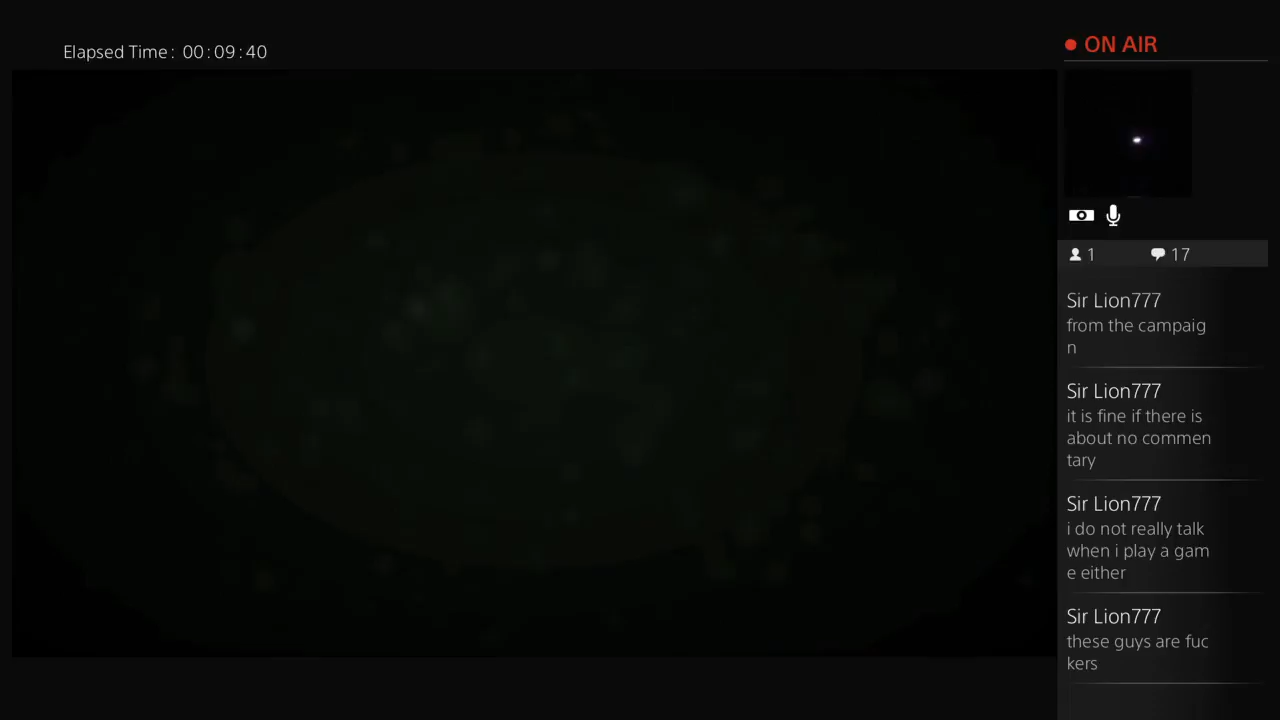 Elapsed Time: 00:09:40
ON AIR
1 17
Sir Lion777
from the campaig
n
Sir Lion777
it is fine if there is
about no commen
tary
Sir Lion777
i do not really talk
when i play a gam
e either
Sir Lion777
these guys are fuc
kers